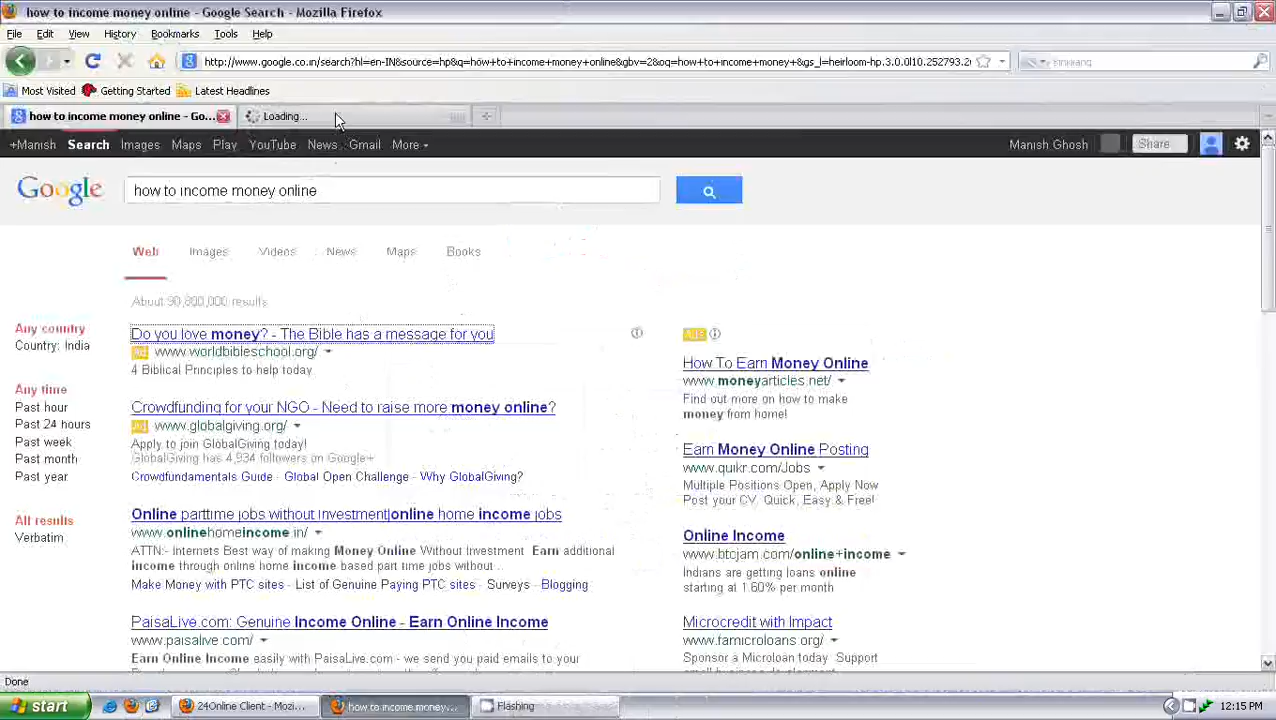 how to income money online - Google Search - Mozilla Firefox
File Edit View History Bookmarks Tools Help
http://www.google.co.in/search?hl=en-IN&source=hp&q=how+to+income+money+online&gbv=2&oq=how+to+income+money+&gs_l=heirloom-hp.3.0.0l10.252793.2
Most Visited Getting Started Latest Headlines
how to income money online - Go... Loading...
+Manish Search Images Maps Play YouTube News Gmail More Manish Ghosh Share
Google how to income money online
Web Images Videos News Maps Books
About 90,800,000 results
Any country
Country: India
Any time
Past hour
Past 24 hours
Past week
Past month
Past year
All results
Verbatim
Do you love money? - The Bible has a message for you
Ad www.worldbibleschool.org/
4 Biblical Principles to help today
Crowdfunding for your NGO - Need to raise more money online?
Ad www.globalgiving.org/
Apply to join GlobalGiving today!
GlobalGiving has 4,934 followers on Google+
Crowdfundamentals Guide - Global Open Challenge - Why GlobalGiving?
Online parttime jobs without investment|online home income jobs
www.onlinehomeincome.in/
ATTN:- Internets Best way of making Money Online Without Investment Earn additional
income through online home income based part time jobs without
Make Money with PTC sites - List of Genuine Paying PTC sites - Surveys - Blogging
PaisaLive.com: Genuine Income Online - Earn Online Income
www.paisalive.com/
Earn Online Income easily with PaisaLive.com - we send you paid emails to your
Ads
How To Earn Money Online
www.moneyarticles.net/
Find out more on how to make
money from home!
Earn Money Online Posting
www.quikr.com/Jobs
Multiple Positions Open, Apply Now
Post your CV. Quick, Easy & Free!
Online Income
www.btcjam.com/online+income
Indians are getting loans online
starting at 1.60% per month
Microcredit with Impact
www.famicroloans.org/
Sponsor a Microloan today Support
Done
start 24Online Client - Mozi... how to income money... Flashing 12:15 PM